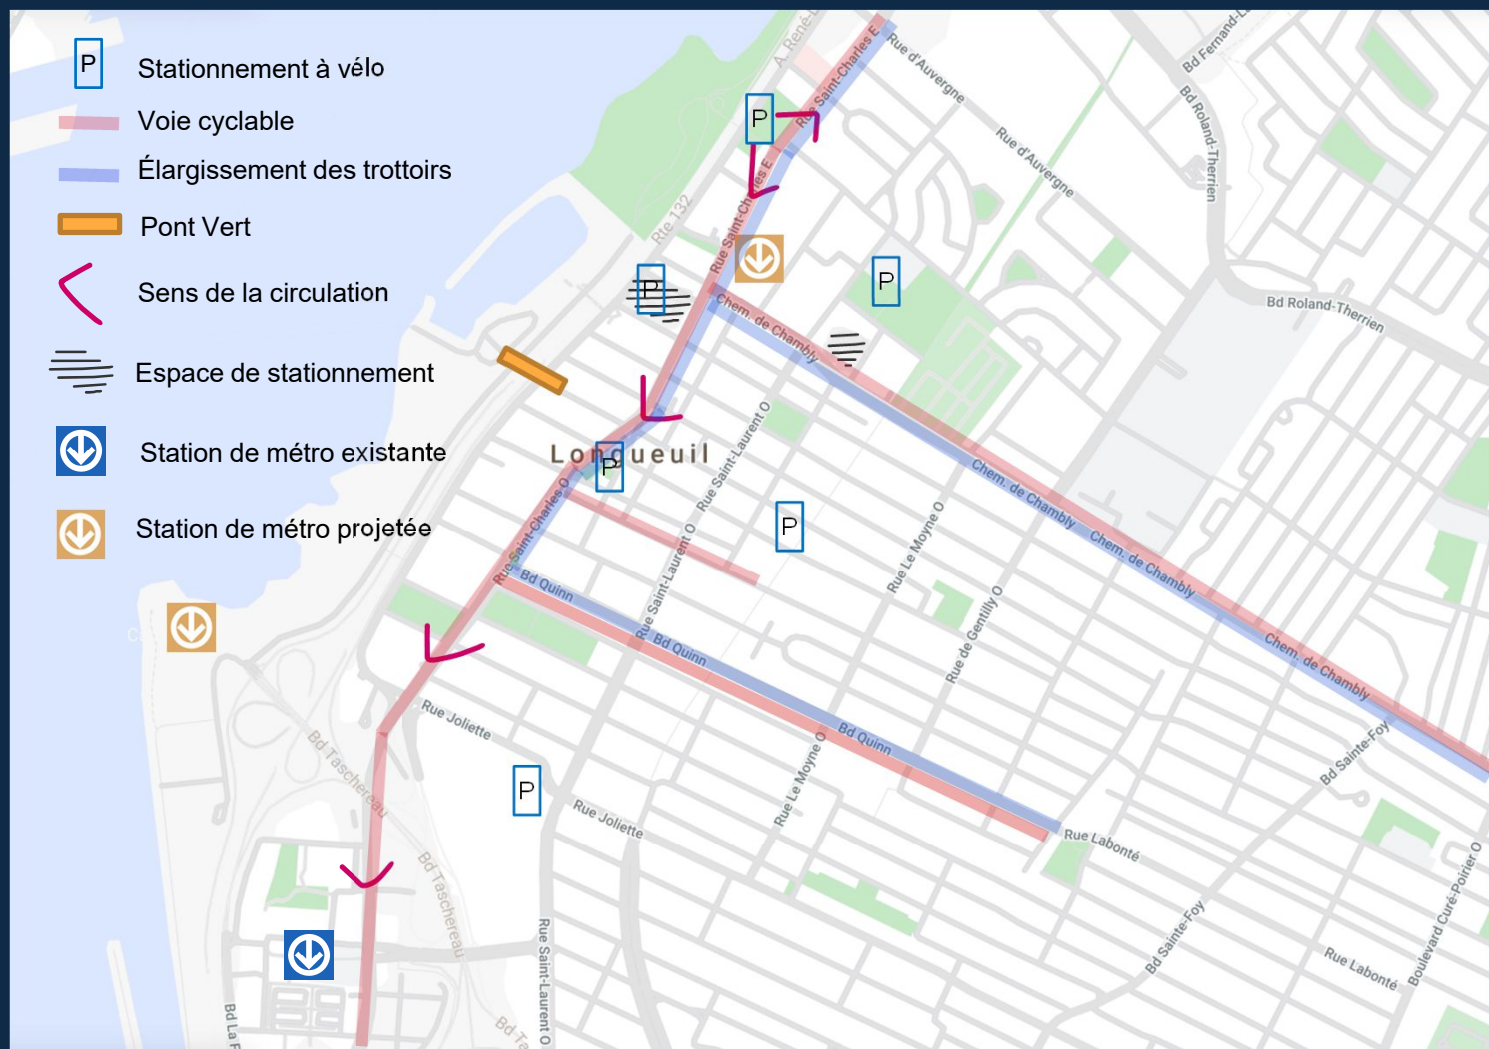 P
Stationnement à vélo
Voie cyclable
Élargissement des trottoirs
Pont Vert
Sens de la circulation
Espace de stationnement
Station de métro existante
Station de métro projetée
Rue Saint-Charles E
Rue d'Auvergne
Rue d'Auvergne
Bd Roland-Therrien
Bd Roland-Therrien
P
Rte 132
Rue Saint-Charles E
P
P
Chem. de Chambly
Longueuil
P
P
Rue Saint-Laurent O
Chem. de Chambly
Chem. de Chambly
Chem. de Chambly
Rue Saint-Charles O
Bd Quinn
Rue Saint-Laurent O
Rue Le Moyne O
Rue de Gentilly O
Bd Quinn
Bd Quinn
Rue Joliette
Bd Taschereau
P
Rue Joliette
Rue Le Moyne O
Bd Sainte-Foy
Rue Labonté
Bd Taschereau
Rue Saint-Laurent O
Bd Sainte-Foy
Rue Labonté
Boulevard Curé-Poirier O